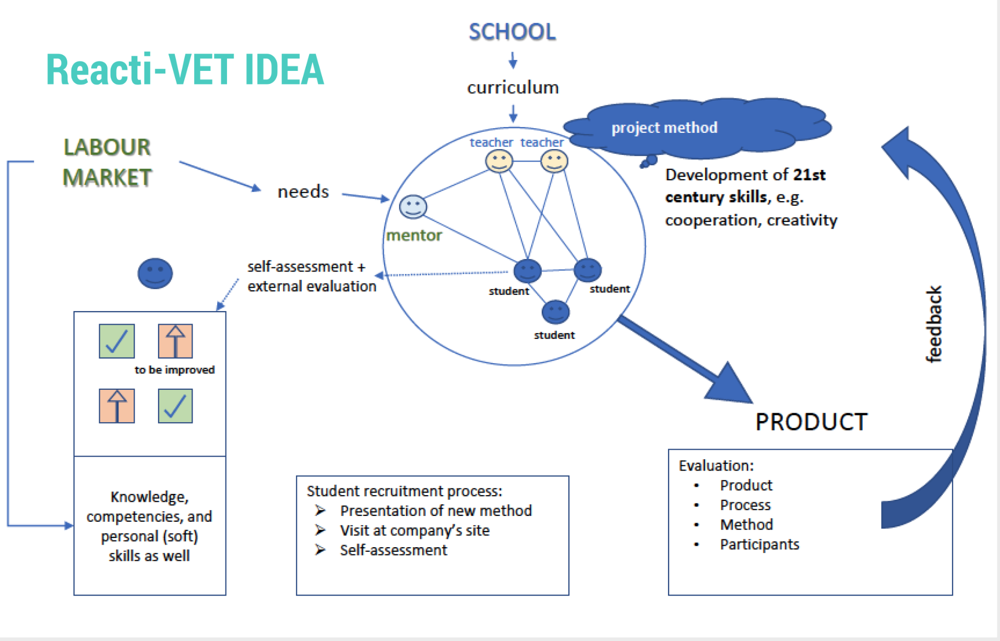 SCHOOL
Reacti-VET IDEA
curriculum
project method
teacher teacher
LABOUR
MARKET
needs
Development of 21st
century skills, e.g.
cooperation, creativity
mentor
self-assessment +
external evaluation
student
student
student
to be improved
feedback
PRODUCT
Knowledge,
competencies, and
personal (soft)
skills as well
Student recruitment process:
➢ Presentation of new method
➢ Visit at company's site
➢ Self-assessment
Evaluation:
• Product
• Process
• Method
• Participants